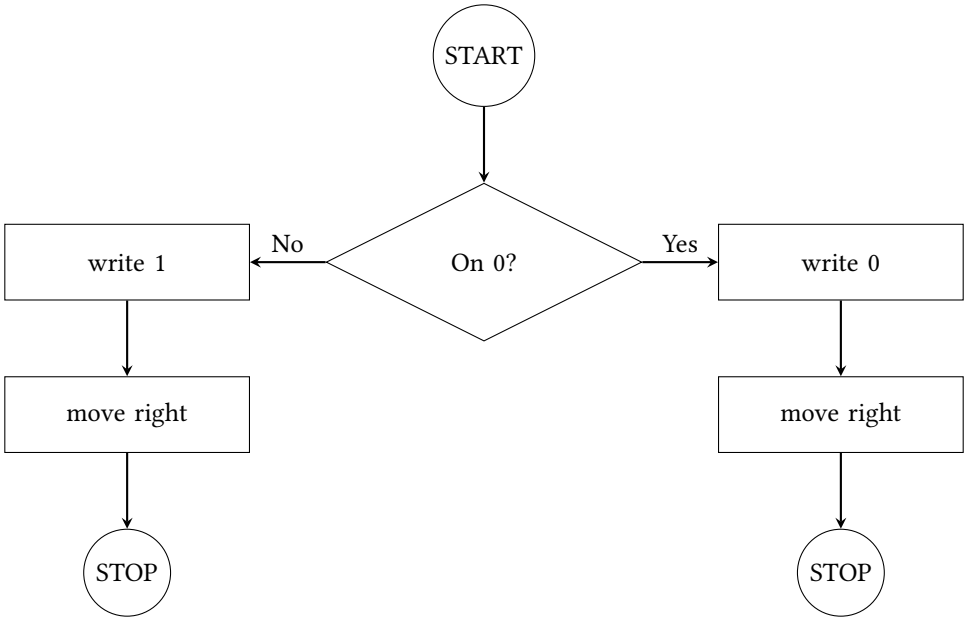 START
No
Yes
write 1
On 0?
write 0
move right
move right
STOP
STOP